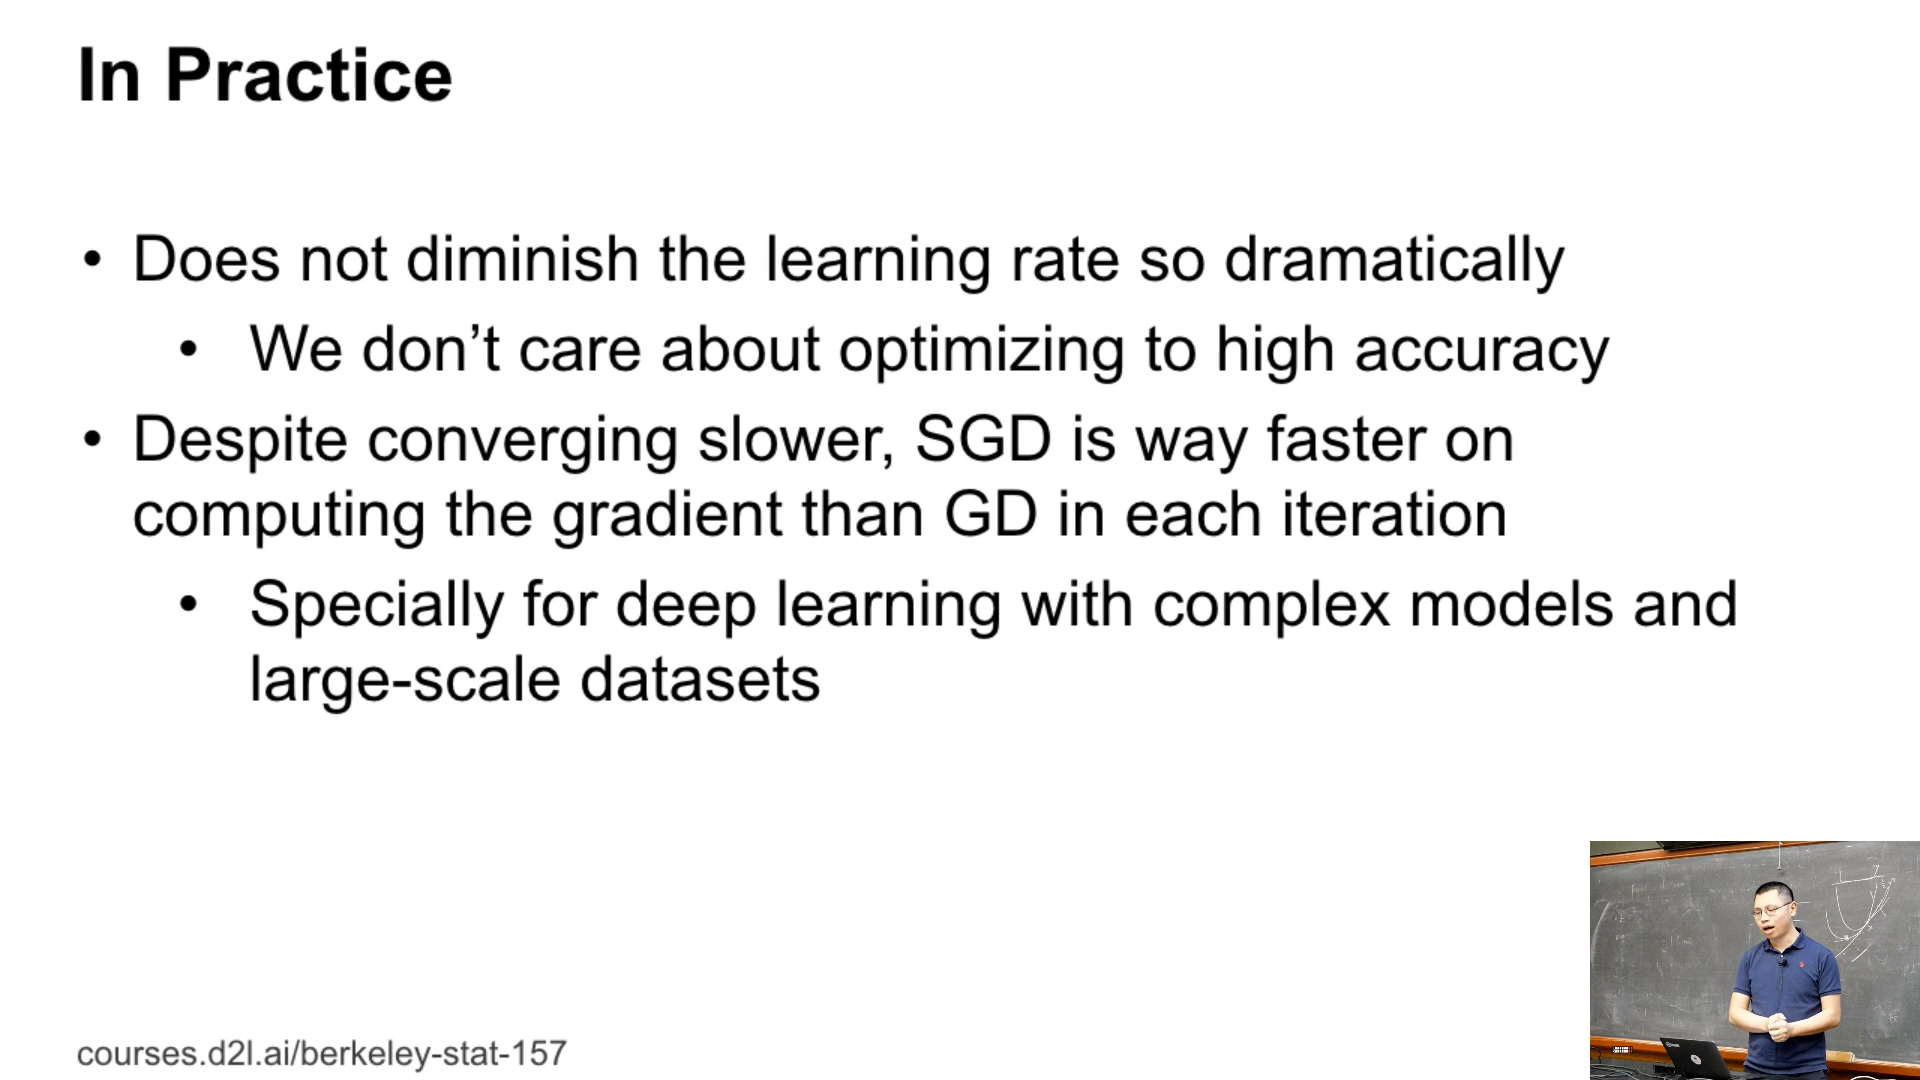 In Practice
• Does not diminish the learning rate so dramatically
• We don’t care about optimizing to high accuracy
• Despite converging slower, SGD is way faster on
computing the gradient than GD in each iteration
• Specially for deep learning with complex models and
large-scale datasets
courses.d2l.ai/berkeley-stat-157